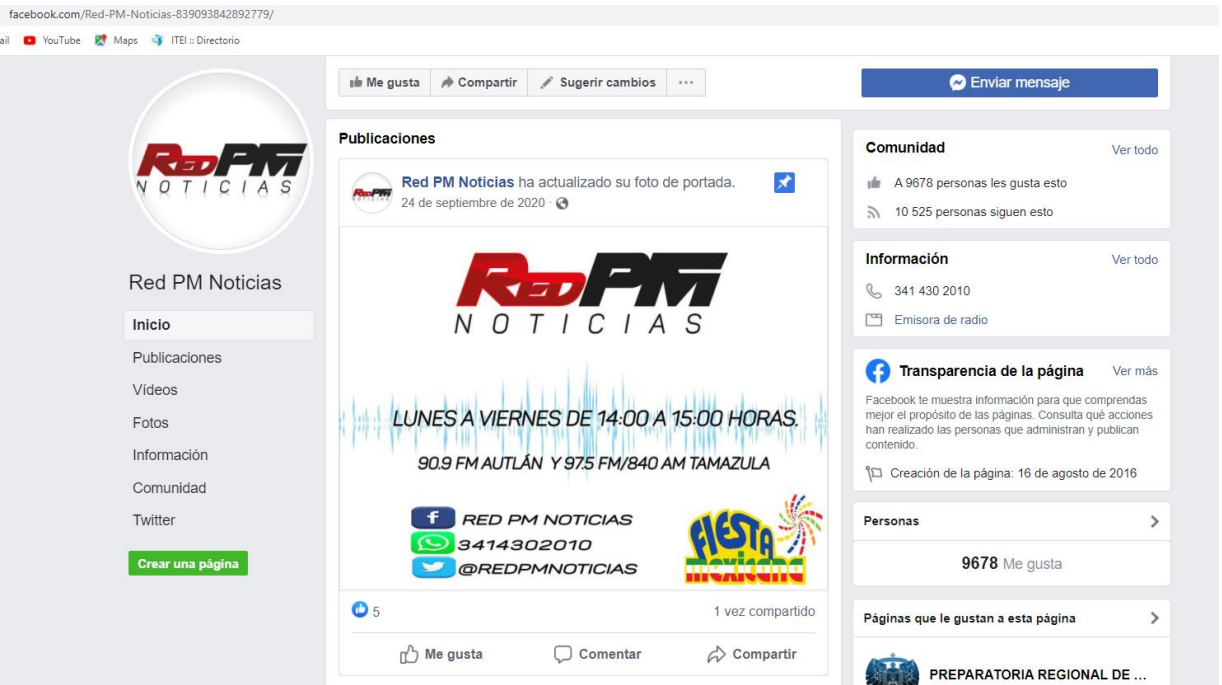 facebook.com/Red-PM-Noticias-839093842892779/
ail YouTube Maps ITEI :: Directorio
RED PM
NOTICIAS
Red PM Noticias
Inicio
Publicaciones
Vídeos
Fotos
Información
Comunidad
Twitter
Crear una página
Me gusta Compartir Sugerir cambios ...
Publicaciones
RED PM
NOTICIAS
Red PM Noticias ha actualizado su foto de portada.
24 de septiembre de 2020 ·
RED PM
NOTICIAS
LUNES A VIERNES DE 14:00 A 15:00 HORAS.
90.9 FM AUTLÁN Y 97.5 FM/840 AM TAMAZULA
f RED PM NOTICIAS
3414302010
@REDPMNOTICIAS
FIESTA
mexicana
5 1 vez compartido
Me gusta Comentar Compartir
Enviar mensaje
Comunidad Ver todo
A 9678 personas les gusta esto
10 525 personas siguen esto
Información Ver todo
341 430 2010
Emisora de radio
Transparencia de la página Ver más
Facebook te muestra información para que comprendas
mejor el propósito de las páginas. Consulta qué acciones
han realizado las personas que administran y publican
contenido.
Creación de la página: 16 de agosto de 2016
Personas
9678 Me gusta
Páginas que le gustan a esta página
PREPARATORIA REGIONAL DE ...